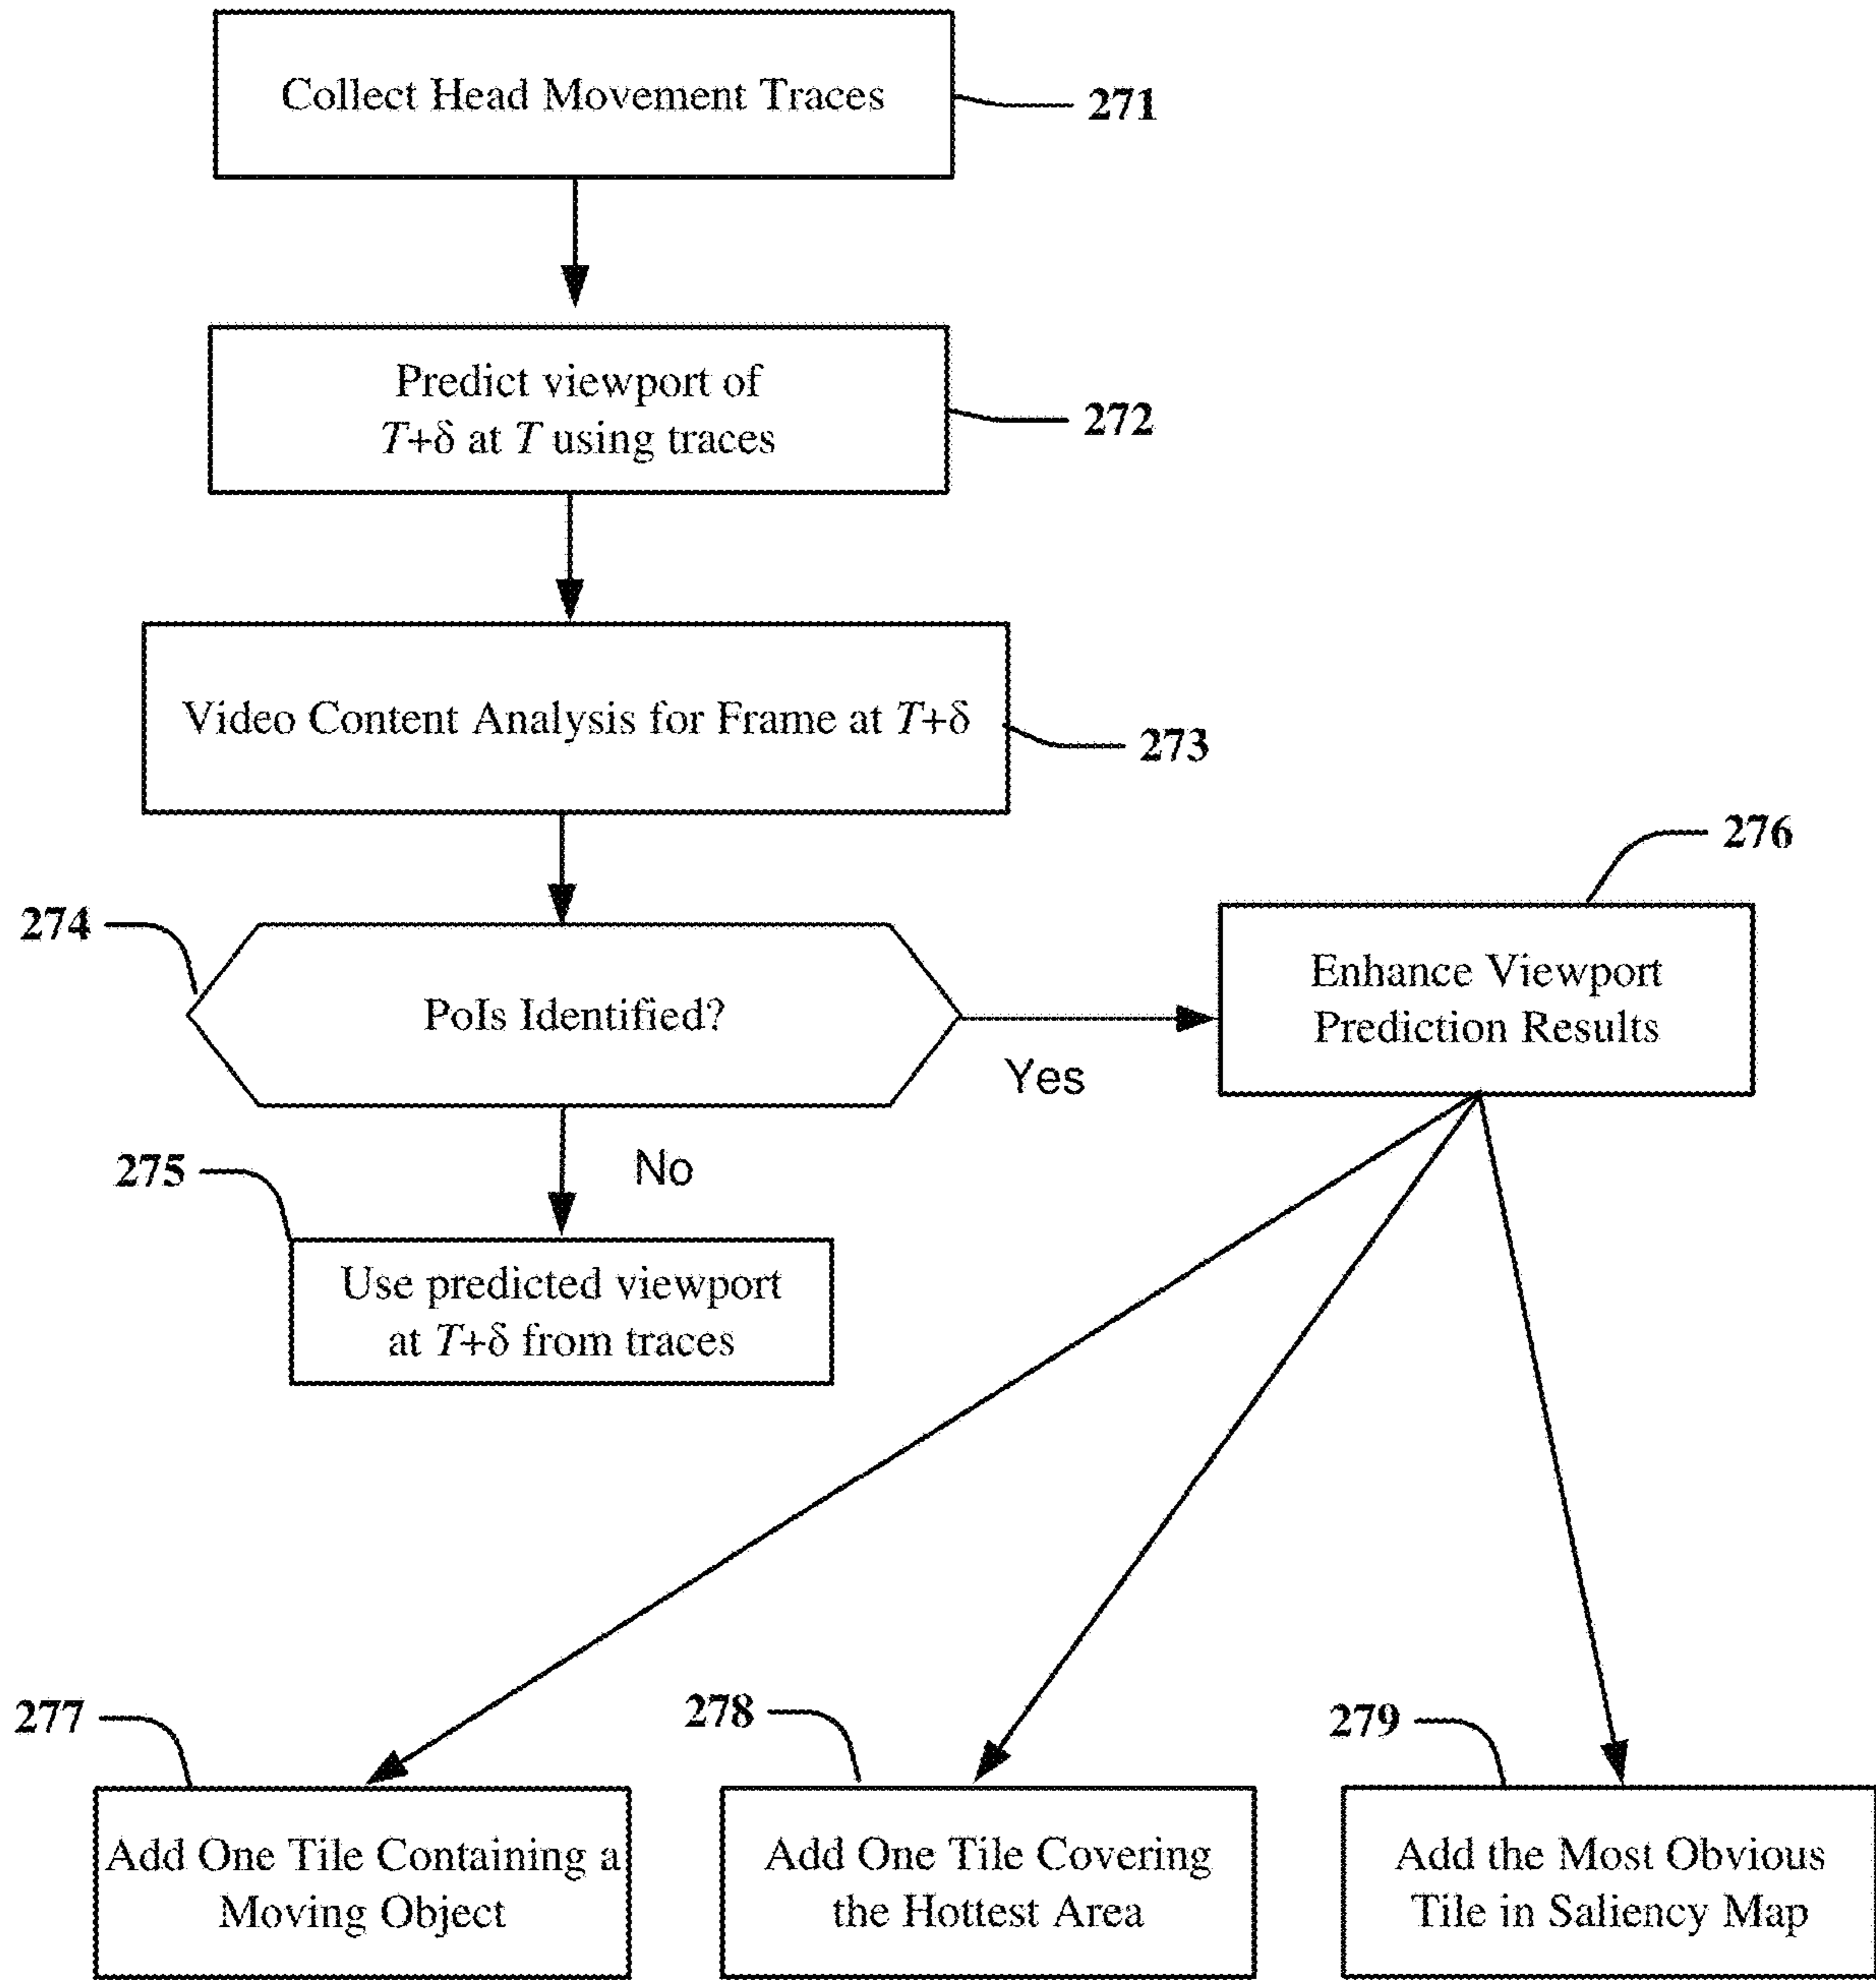 Collect Head Movement Traces
271
Predict viewport of
T+δ at T using traces
272
Video Content Analysis for Frame at T+δ
273
276
274
PoIs Identified?
Enhance Viewport
Prediction Results
Yes
No
275
Use predicted viewport
at T+δ from traces
277
278
279
Add One Tile Containing a
Moving Object
Add One Tile Covering
the Hottest Area
Add the Most Obvious
Tile in Saliency Map